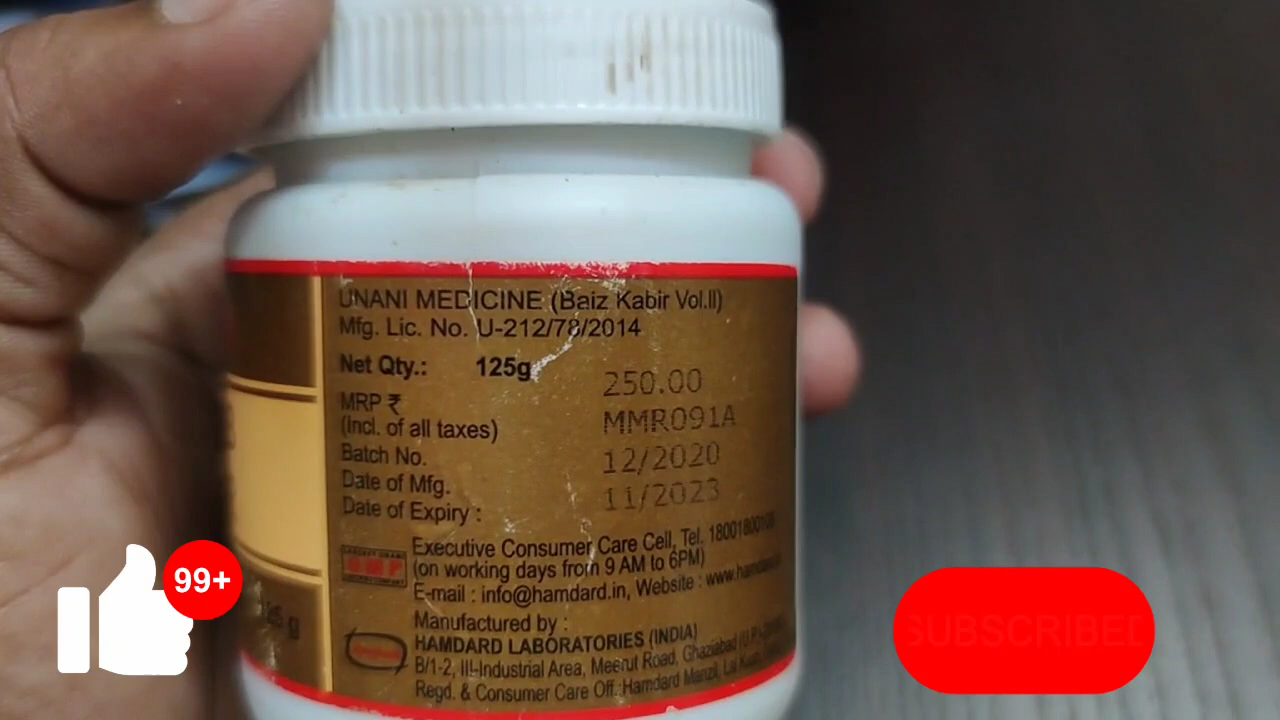 UNANI MEDICINE (Baiz Kabir Vol.II)
Mfg. Lic. No. U-212/78/2014
Net Qty.: 125g
MRP ₹ 250.00
(Incl. of all taxes)
Batch No. MMR091A
Date of Mfg. 12/2020
Date of Expiry : 11/2023
Executive Consumer Care Cell, Tel.
(on working days from 9 AM to 6PM)
E-mail : info@hamdard.in, Website :
Manufactured by :
HAMDARD LABORATORIES (INDIA)
B/1-2, III-Industrial Area, Meerut Road, Ghaziabad
Regd. & Consumer Care Off.:Hamdard Manzil,
99+
SUBSCRIBED